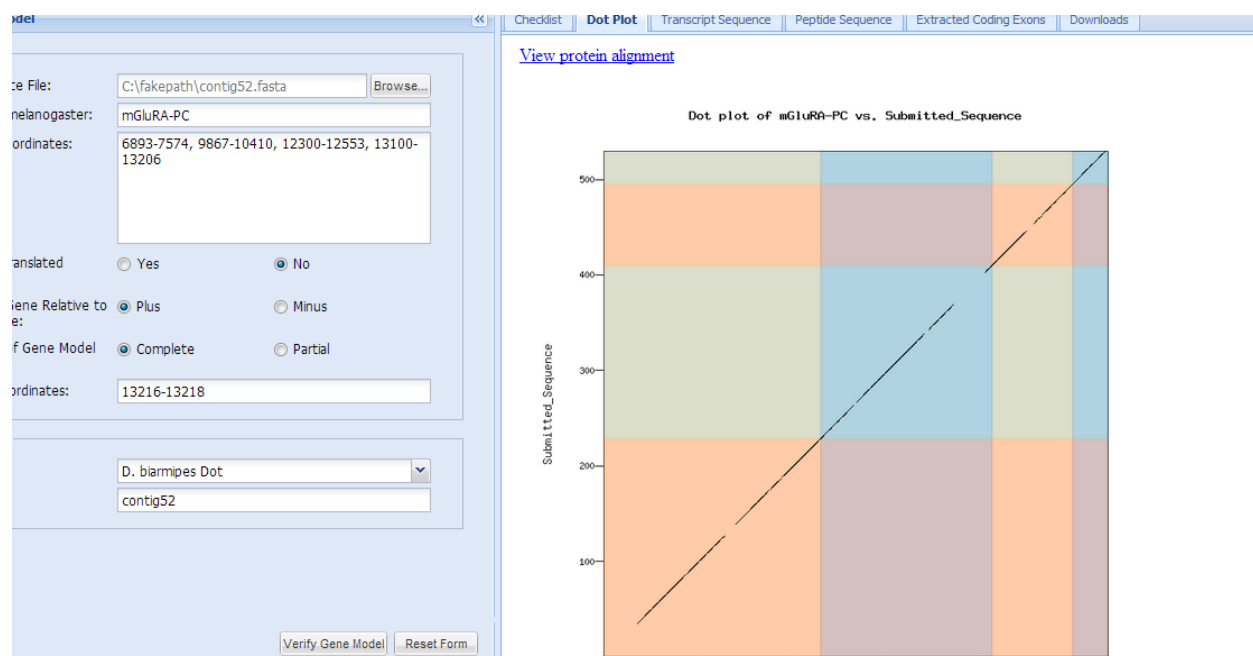 odel
Checklist Dot Plot Transcript Sequence Peptide Sequence Extracted Coding Exons Downloads
View protein alignment
ce File: C:\fakepath\contig52.fasta Browse...
melanogaster: mGluRA-PC
ordinates: 6893-7574, 9867-10410, 12300-12553, 13100-
13206
ranslated Yes No
Gene Relative to Plus Minus
e:
f Gene Model Complete Partial
ordinates: 13216-13218
D. biarmipes Dot
contig52
Verify Gene Model Reset Form
Dot plot of mGluRA-PC vs. Submitted_Sequence
500
400
300
200
100
Submitted_Sequence